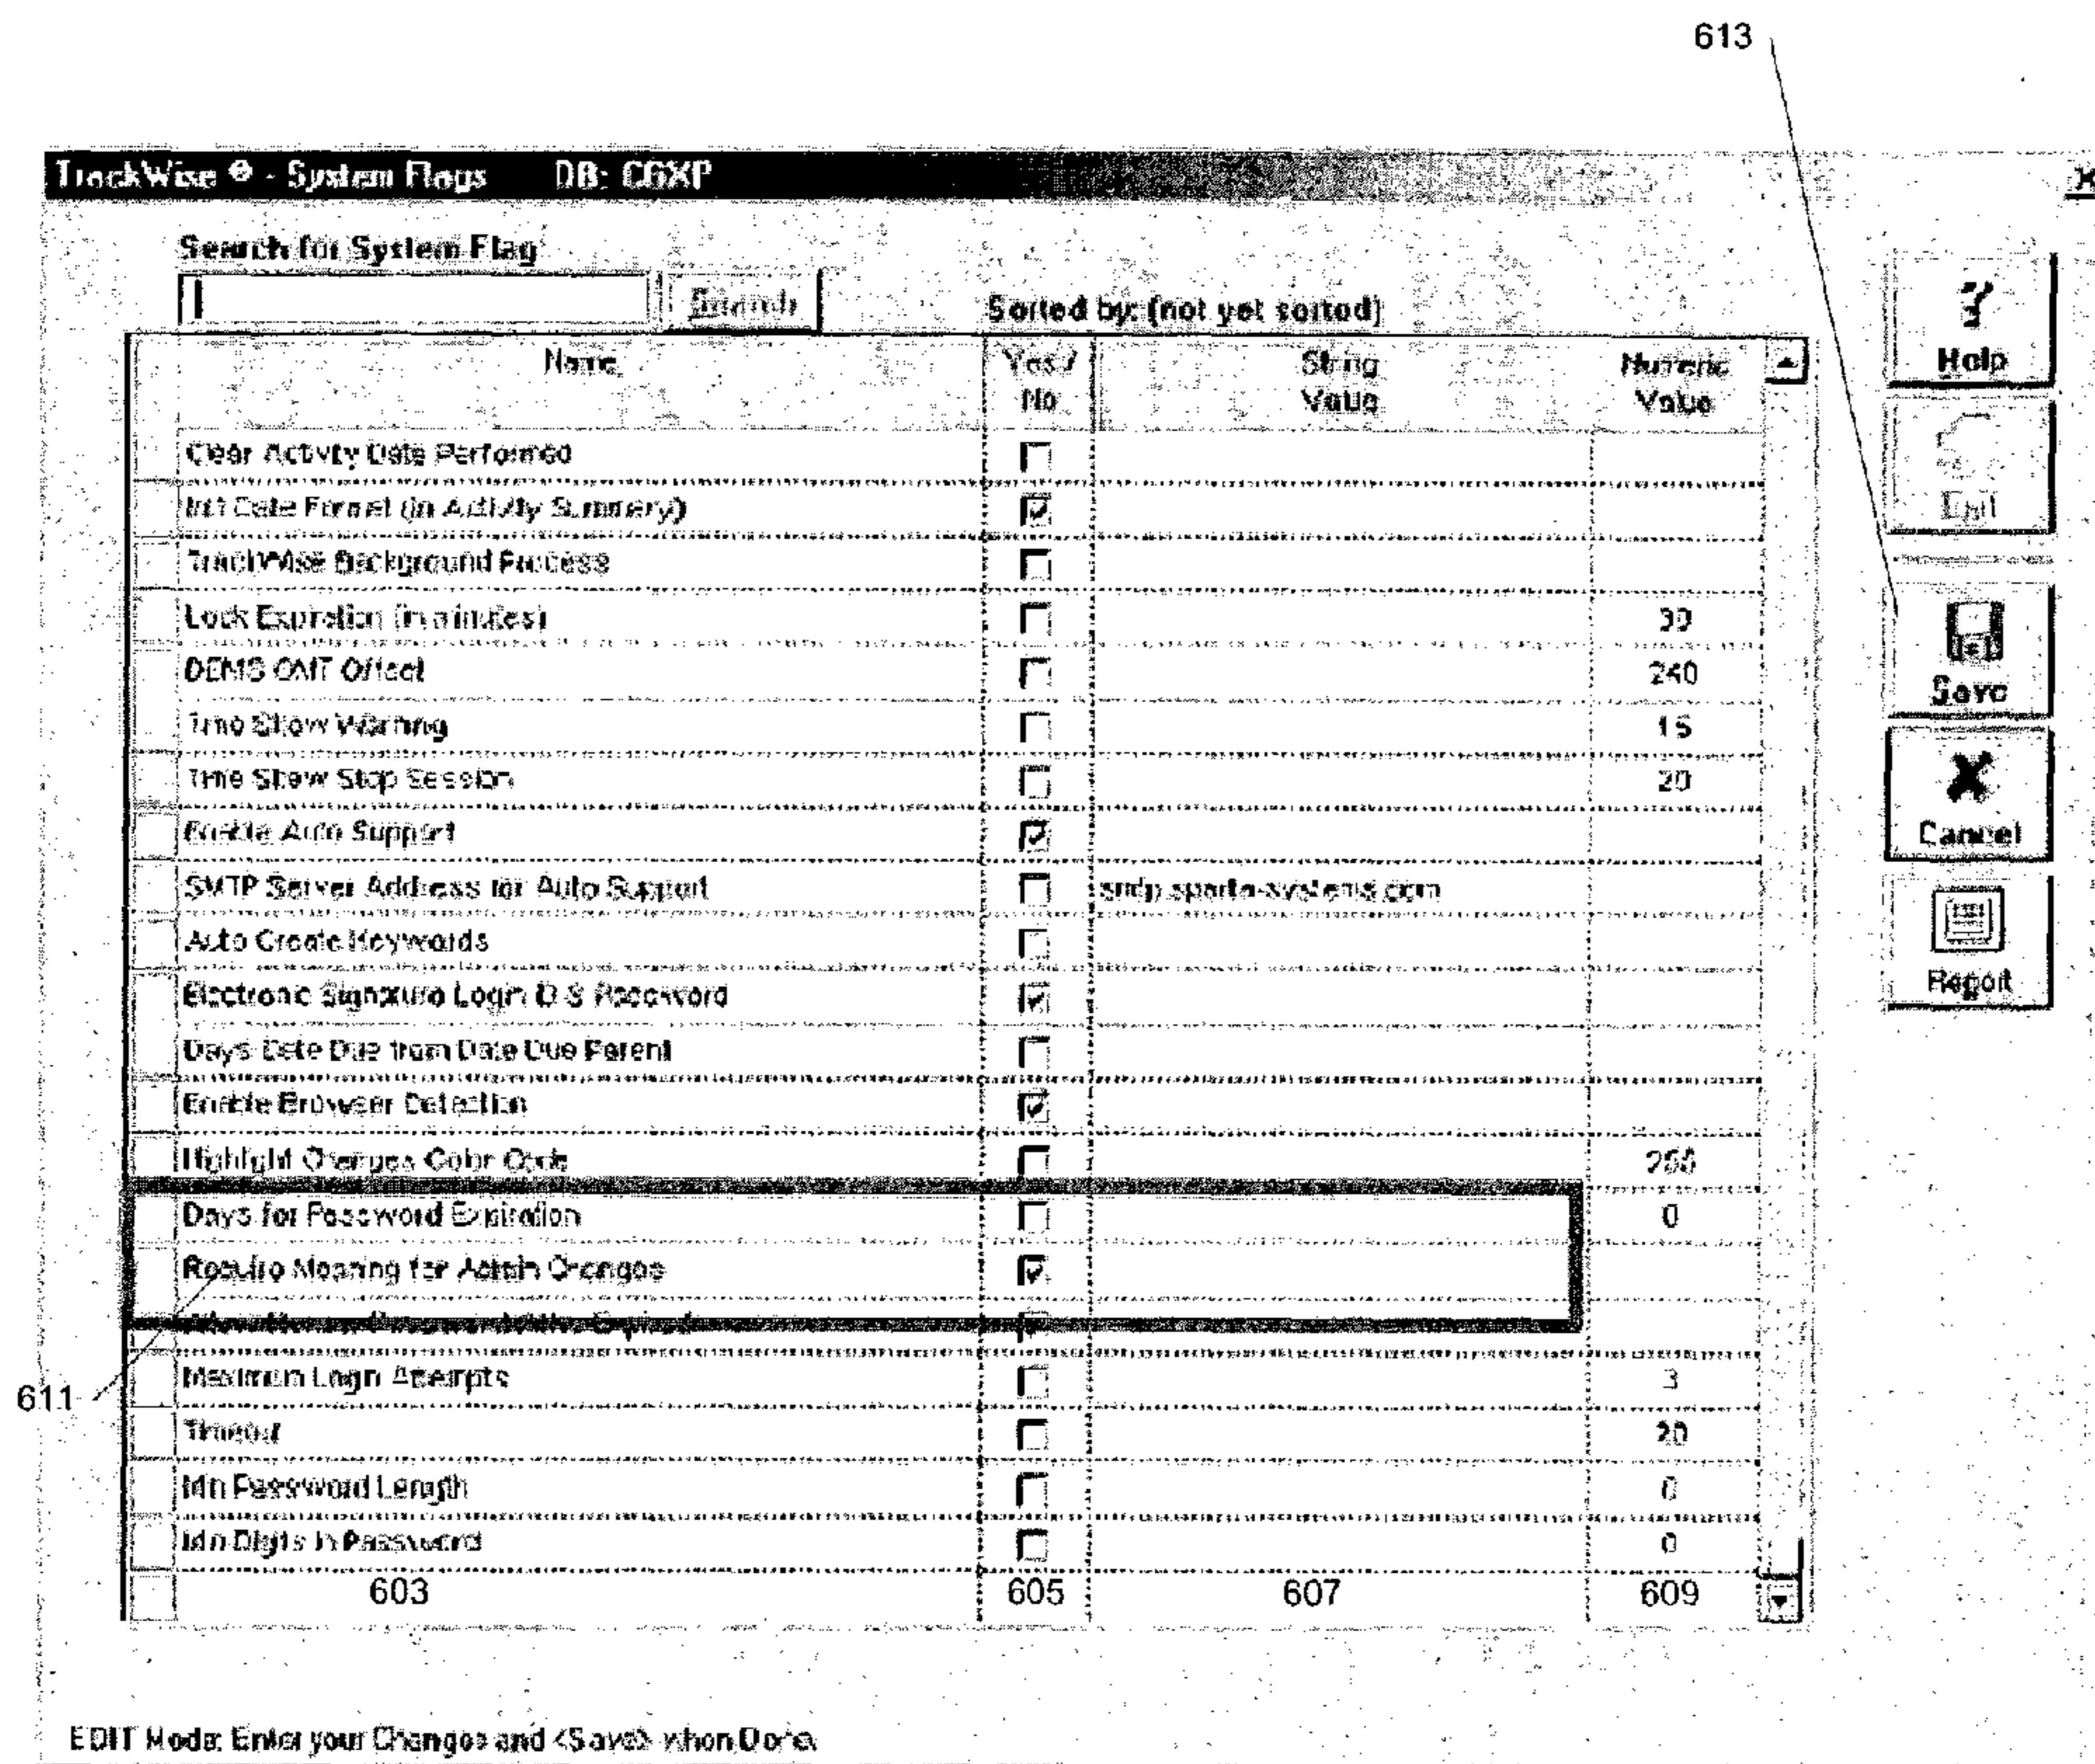 613
TrackWise ® - System Flags DB: CGXP
Search for System Flag
Search
Sorted by: (not yet sorted)
Name Yes / No String Value Numeric Value
Clear Activity Date Performed
Int'l Date Format (in Activity Summary)
TrackWise Background Process
Lock Expiration (in minutes) 30
DEMS GMT Offset 240
Time Show Warning 15
Time Show Stop Session 20
Enable Auto Support
SMTP Server Address for Auto Support smtp.sparta-systems.com
Auto Create Keywords
Electronic Signature Login ID & Password
Days Date Due from Date Due Parent
Enable Browser Detection
Highlight Changes Color Code
Days for Password Expiration 0
Require Meaning for Admin Changes
Maximum Login Attempts 3
Timeout 20
Min Password Length 0
Min Digits in Password 0
603 605 607 609
611
Help
Edit
Save
Cancel
Report
EDIT Mode: Enter your Changes and <Save> when Done.